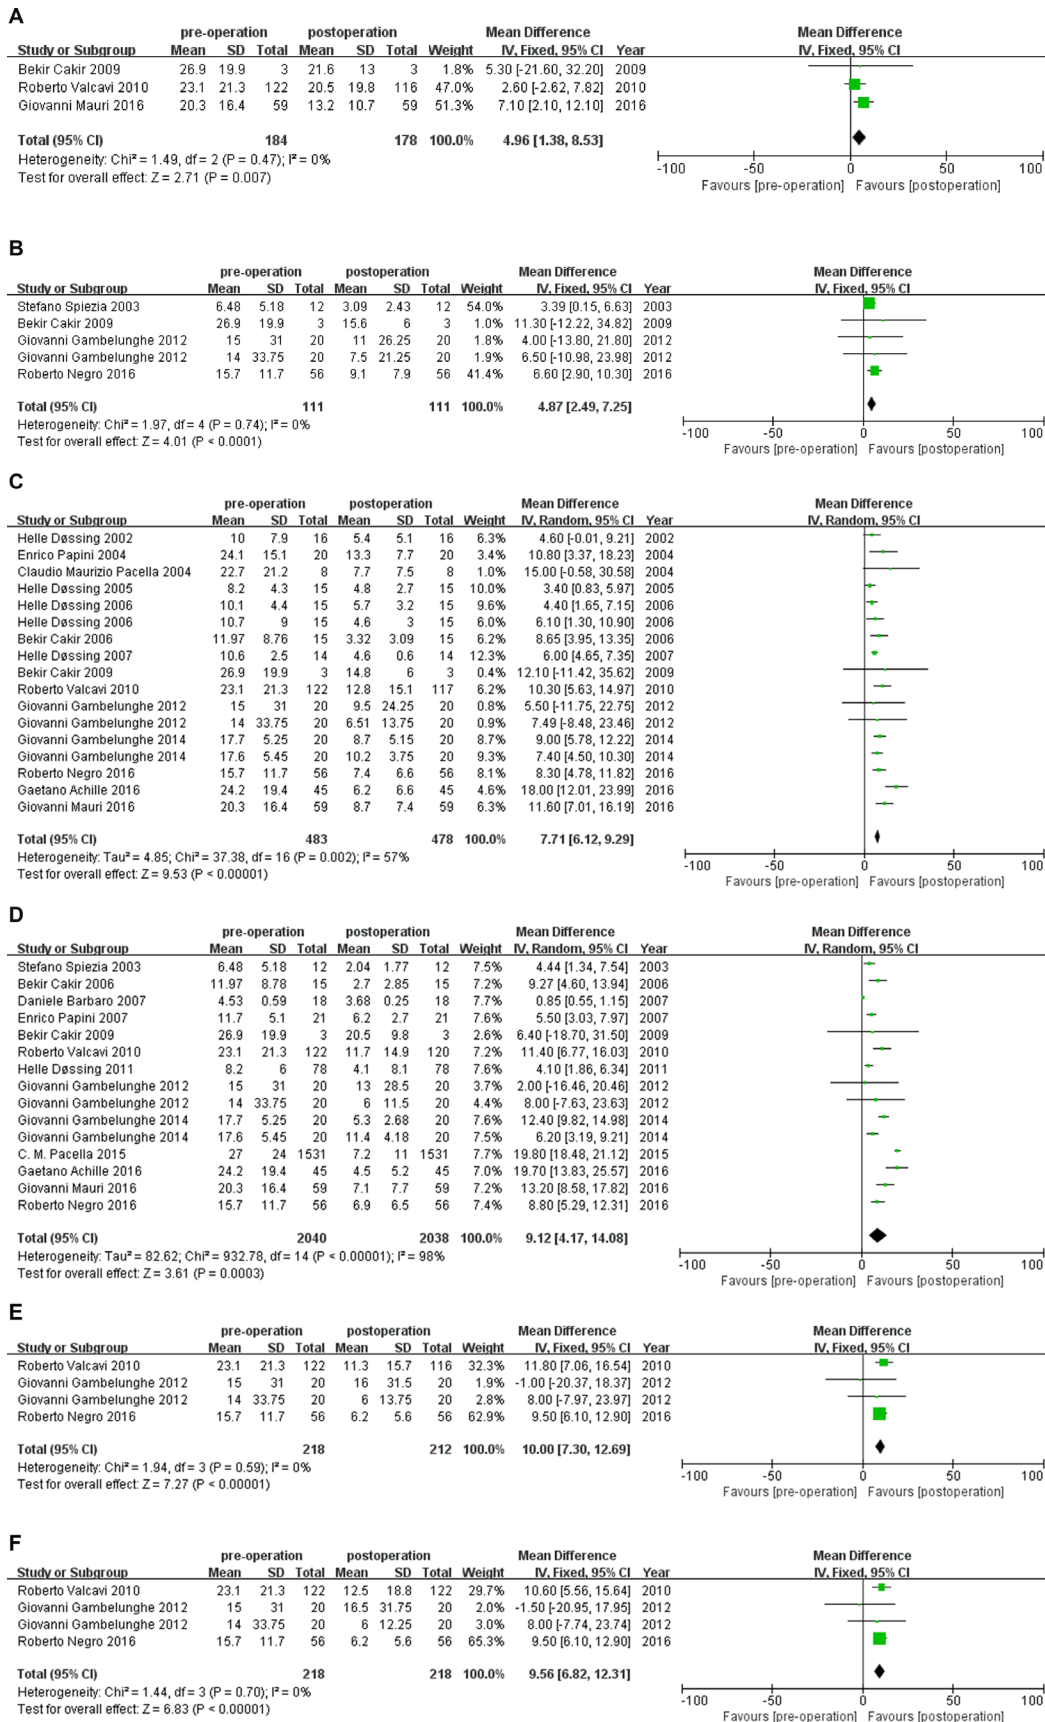 A
pre-operation postoperation Mean Difference Mean Difference
Study or Subgroup Mean SD Total Mean SD Total Weight IV, Fixed, 95% CI Year IV, Fixed, 95% CI
Bekir Cakir 2009 26.9 19.9 3 21.6 13 3 1.8% 5.30 [-21.60, 32.20] 2009
Roberto Valcavi 2010 23.1 21.3 122 20.5 19.8 116 47.0% 2.60 [-2.62, 7.82] 2010
Giovanni Mauri 2016 20.3 16.4 59 13.2 10.7 59 51.3% 7.10 [2.10, 12.10] 2016
Total (95% CI) 184 178 100.0% 4.96 [1.38, 8.53]
Heterogeneity: Chi² = 1.49, df = 2 (P = 0.47); I² = 0%
Test for overall effect: Z = 2.71 (P = 0.007)
-100 -50 0 50 100
Favours [pre-operation] Favours [postoperation]
B
pre-operation postoperation Mean Difference Mean Difference
Study or Subgroup Mean SD Total Mean SD Total Weight IV, Fixed, 95% CI Year IV, Fixed, 95% CI
Stefano Spiezia 2003 6.48 5.18 12 3.09 2.43 12 54.0% 3.39 [0.15, 6.63] 2003
Bekir Cakir 2009 26.9 19.9 3 15.6 6 3 1.0% 11.30 [-12.22, 34.82] 2009
Giovanni Gambelunghe 2012 15 31 20 11 26.25 20 1.8% 4.00 [-13.80, 21.80] 2012
Giovanni Gambelunghe 2012 14 33.75 20 7.5 21.25 20 1.9% 6.50 [-10.98, 23.98] 2012
Roberto Negro 2016 15.7 11.7 56 9.1 7.9 56 41.4% 6.60 [2.90, 10.30] 2016
Total (95% CI) 111 111 100.0% 4.87 [2.49, 7.25]
Heterogeneity: Chi² = 1.97, df = 4 (P = 0.74); I² = 0%
Test for overall effect: Z = 4.01 (P < 0.0001)
-100 -50 0 50 100
Favours [pre-operation] Favours [postoperation]
C
pre-operation postoperation Mean Difference Mean Difference
Study or Subgroup Mean SD Total Mean SD Total Weight IV, Random, 95% CI Year IV, Random, 95% CI
Helle Døssing 2002 10 7.9 16 5.4 5.1 16 6.3% 4.60 [-0.01, 9.21] 2002
Enrico Papini 2004 24.1 15.1 20 13.3 7.7 20 3.4% 10.80 [3.37, 18.23] 2004
Claudio Maurizio Pacella 2004 22.7 21.2 8 7.7 7.5 8 1.0% 15.00 [-0.58, 30.58] 2004
Helle Døssing 2005 8.2 4.3 15 4.8 2.7 15 10.0% 3.40 [0.83, 5.97] 2005
Helle Døssing 2006 10.1 4.4 15 5.7 3.2 15 9.6% 4.40 [1.65, 7.15] 2006
Helle Døssing 2006 10.7 9 15 4.6 3 15 6.0% 6.10 [1.30, 10.90] 2006
Bekir Cakir 2006 11.97 8.76 15 3.32 3.09 15 6.2% 8.65 [3.95, 13.35] 2006
Helle Døssing 2007 10.6 2.5 14 4.6 0.6 14 12.3% 6.00 [4.65, 7.35] 2007
Bekir Cakir 2009 26.9 19.9 3 14.8 6 3 0.4% 12.10 [-11.42, 35.62] 2009
Roberto Valcavi 2010 23.1 21.3 122 12.8 15.1 117 6.2% 10.30 [5.63, 14.97] 2010
Giovanni Gambelunghe 2012 15 31 20 9.5 24.25 20 0.8% 5.50 [-11.75, 22.75] 2012
Giovanni Gambelunghe 2012 14 33.75 20 6.51 13.75 20 0.9% 7.49 [-8.48, 23.46] 2012
Giovanni Gambelunghe 2014 17.7 5.25 20 8.7 5.15 20 8.7% 9.00 [5.78, 12.22] 2014
Giovanni Gambelunghe 2014 17.6 5.45 20 10.2 3.75 20 9.3% 7.40 [4.50, 10.30] 2014
Roberto Negro 2016 15.7 11.7 56 7.4 6.6 56 8.1% 8.30 [4.78, 11.82] 2016
Gaetano Achille 2016 24.2 19.4 45 6.2 6.6 45 4.6% 18.00 [12.01, 23.99] 2016
Giovanni Mauri 2016 20.3 16.4 59 8.7 7.4 59 6.3% 11.60 [7.01, 16.19] 2016
Total (95% CI) 483 478 100.0% 7.71 [6.12, 9.29]
Heterogeneity: Tau² = 4.85; Chi² = 37.38, df = 16 (P = 0.002); I² = 57%
Test for overall effect: Z = 9.53 (P < 0.00001)
-100 -50 0 50 100
Favours [pre-operation] Favours [postoperation]
D
pre-operation postoperation Mean Difference Mean Difference
Study or Subgroup Mean SD Total Mean SD Total Weight IV, Random, 95% CI Year IV, Random, 95% CI
Stefano Spiezia 2003 6.48 5.18 12 2.04 1.77 12 7.5% 4.44 [1.34, 7.54] 2003
Bekir Cakir 2006 11.97 8.78 15 2.7 2.85 15 7.2% 9.27 [4.60, 13.94] 2006
Daniele Barbaro 2007 4.53 0.59 18 3.68 0.25 18 7.7% 0.85 [0.55, 1.15] 2007
Enrico Papini 2007 11.7 5.1 21 6.2 2.7 21 7.6% 5.50 [3.03, 7.97] 2007
Bekir Cakir 2009 26.9 19.9 3 20.5 9.8 3 2.6% 6.40 [-18.70, 31.50] 2009
Roberto Valcavi 2010 23.1 21.3 122 11.7 14.9 120 7.2% 11.40 [6.77, 16.03] 2010
Helle Døssing 2011 8.2 6 78 4.1 8.1 78 7.6% 4.10 [1.86, 6.34] 2011
Giovanni Gambelunghe 2012 15 31 20 13 28.5 20 3.7% 2.00 [-16.46, 20.46] 2012
Giovanni Gambelunghe 2012 14 33.75 20 6 11.5 20 4.4% 8.00 [-7.63, 23.63] 2012
Giovanni Gambelunghe 2014 17.7 5.25 20 5.3 2.68 20 7.6% 12.40 [9.82, 14.98] 2014
Giovanni Gambelunghe 2014 17.6 5.45 20 11.4 4.18 20 7.5% 6.20 [3.19, 9.21] 2014
C. M. Pacella 2015 27 24 1531 7.2 11 1531 7.7% 19.80 [18.48, 21.12] 2015
Gaetano Achille 2016 24.2 19.4 45 4.5 5.2 45 7.0% 19.70 [13.83, 25.57] 2016
Giovanni Mauri 2016 20.3 16.4 59 7.1 7.7 59 7.2% 13.20 [8.58, 17.82] 2016
Roberto Negro 2016 15.7 11.7 56 6.9 6.5 56 7.4% 8.80 [5.29, 12.31] 2016
Total (95% CI) 2040 2038 100.0% 9.12 [4.17, 14.08]
Heterogeneity: Tau² = 82.62; Chi² = 932.78, df = 14 (P < 0.00001); I² = 98%
Test for overall effect: Z = 3.61 (P = 0.0003)
-100 -50 0 50 100
Favours [pre-operation] Favours [postoperation]
E
pre-operation postoperation Mean Difference Mean Difference
Study or Subgroup Mean SD Total Mean SD Total Weight IV, Fixed, 95% CI Year IV, Fixed, 95% CI
Roberto Valcavi 2010 23.1 21.3 122 11.3 15.7 116 32.3% 11.80 [7.06, 16.54] 2010
Giovanni Gambelunghe 2012 15 31 20 16 31.5 20 1.9% -1.00 [-20.37, 18.37] 2012
Giovanni Gambelunghe 2012 14 33.75 20 6 13.75 20 2.8% 8.00 [-7.97, 23.97] 2012
Roberto Negro 2016 15.7 11.7 56 6.2 5.6 56 62.9% 9.50 [6.10, 12.90] 2016
Total (95% CI) 218 212 100.0% 10.00 [7.30, 12.69]
Heterogeneity: Chi² = 1.94, df = 3 (P = 0.59); I² = 0%
Test for overall effect: Z = 7.27 (P < 0.00001)
-100 -50 0 50 100
Favours [pre-operation] Favours [postoperation]
F
pre-operation postoperation Mean Difference Mean Difference
Study or Subgroup Mean SD Total Mean SD Total Weight IV, Fixed, 95% CI Year IV, Fixed, 95% CI
Roberto Valcavi 2010 23.1 21.3 122 12.5 18.8 122 29.7% 10.60 [5.56, 15.64] 2010
Giovanni Gambelunghe 2012 15 31 20 16.5 31.75 20 2.0% -1.50 [-20.95, 17.95] 2012
Giovanni Gambelunghe 2012 14 33.75 20 6 12.25 20 3.0% 8.00 [-7.74, 23.74] 2012
Roberto Negro 2016 15.7 11.7 56 6.2 5.6 56 65.3% 9.50 [6.10, 12.90] 2016
Total (95% CI) 218 218 100.0% 9.56 [6.82, 12.31]
Heterogeneity: Chi² = 1.44, df = 3 (P = 0.70); I² = 0%
Test for overall effect: Z = 6.83 (P < 0.00001)
-100 -50 0 50 100
Favours [pre-operation] Favours [postoperation]